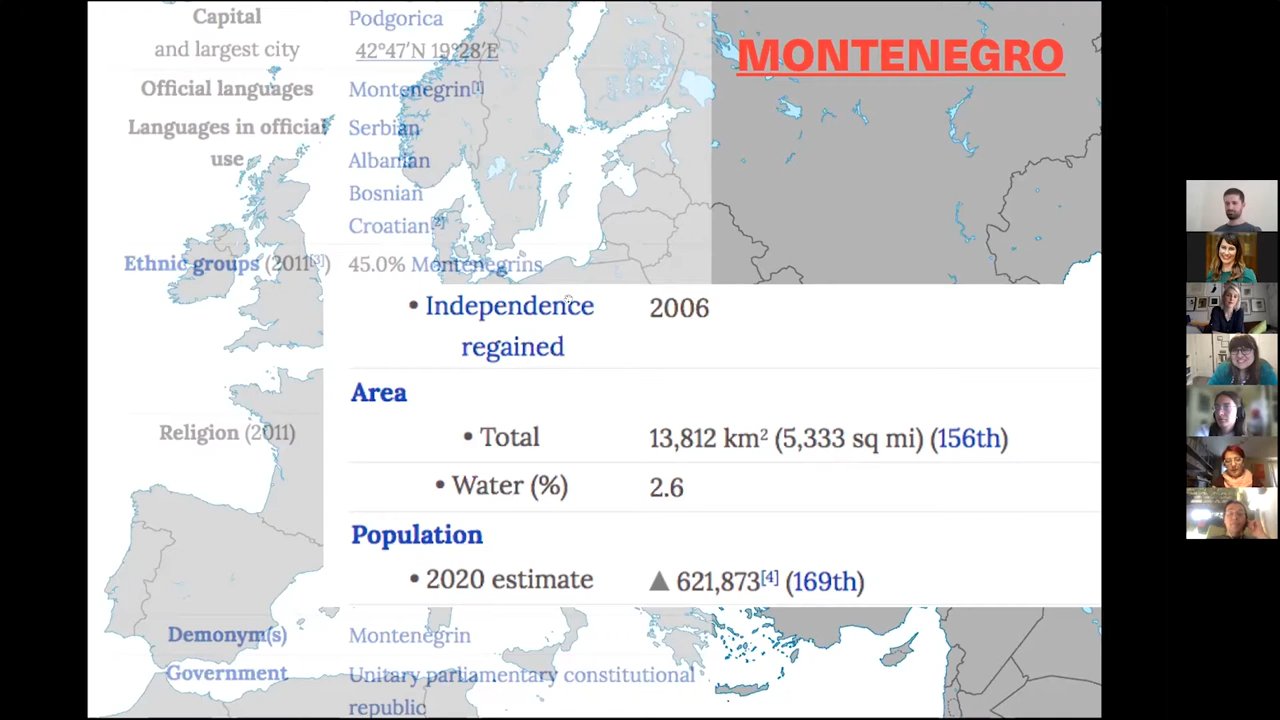 MONTENEGRO
Capital Podgorica
and largest city 42°47′N 19°28′E
Official languages Montenegrin[1]
Languages in official Serbian
use Albanian
Bosnian
Croatian[2]
Ethnic groups (2011[3]) 45.0% Montenegrins
• Independence 2006
regained
Area
• Total 13,812 km² (5,333 sq mi) (156th)
Religion (2011)
• Water (%) 2.6
Population
• 2020 estimate ▲ 621,873[4] (169th)
Demonym(s) Montenegrin
Government Unitary parliamentary constitutional
republic